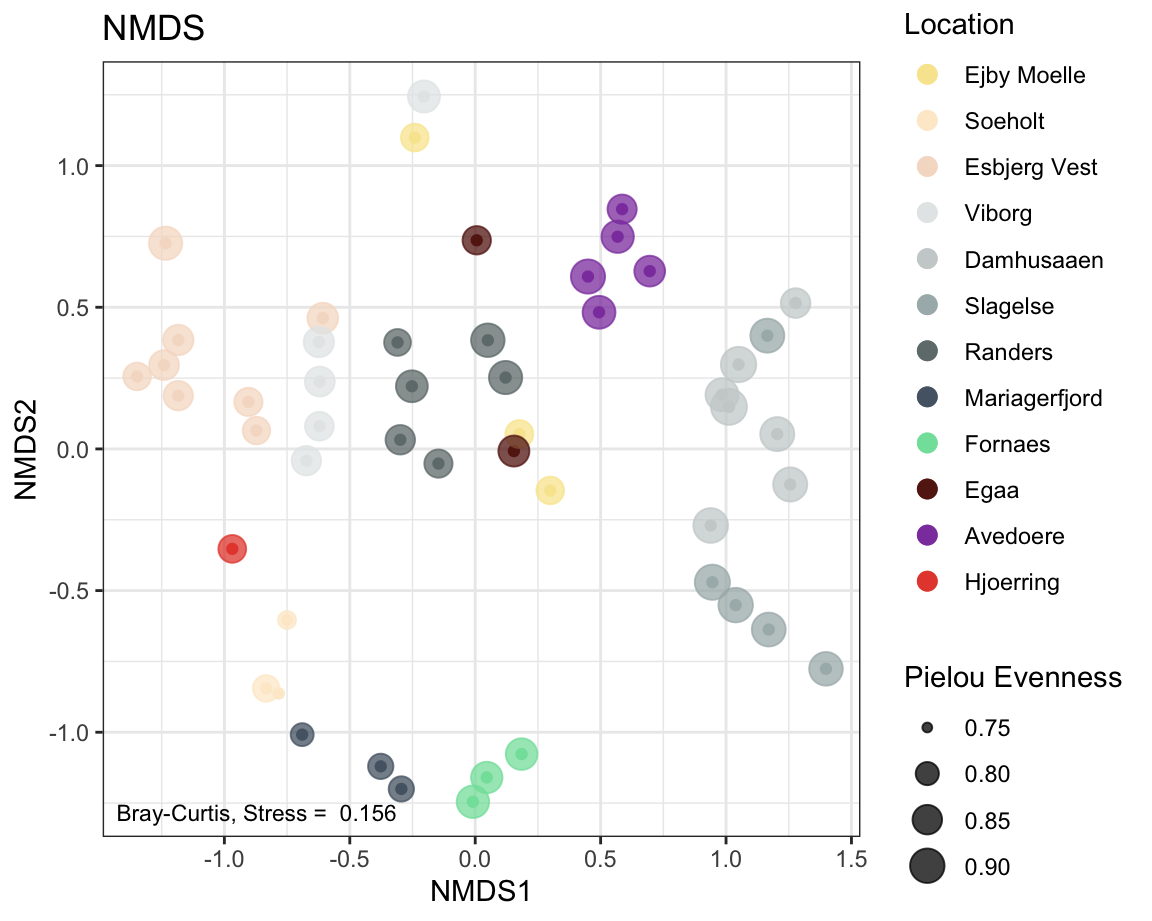 NMDS
NMDS2
1.0
0.5
0.0
-0.5
-1.0
Bray-Curtis, Stress =  0.156
-1.0
-0.5
0.0
0.5
1.0
1.5
NMDS1
Location
Ejby Moelle
Soeholt
Esbjerg Vest
Viborg
Damhusaaen
Slagelse
Randers
Mariagerfjord
Fornaes
Egaa
Avedoere
Hjoerring
Pielou Evenness
0.75
0.80
0.85
0.90